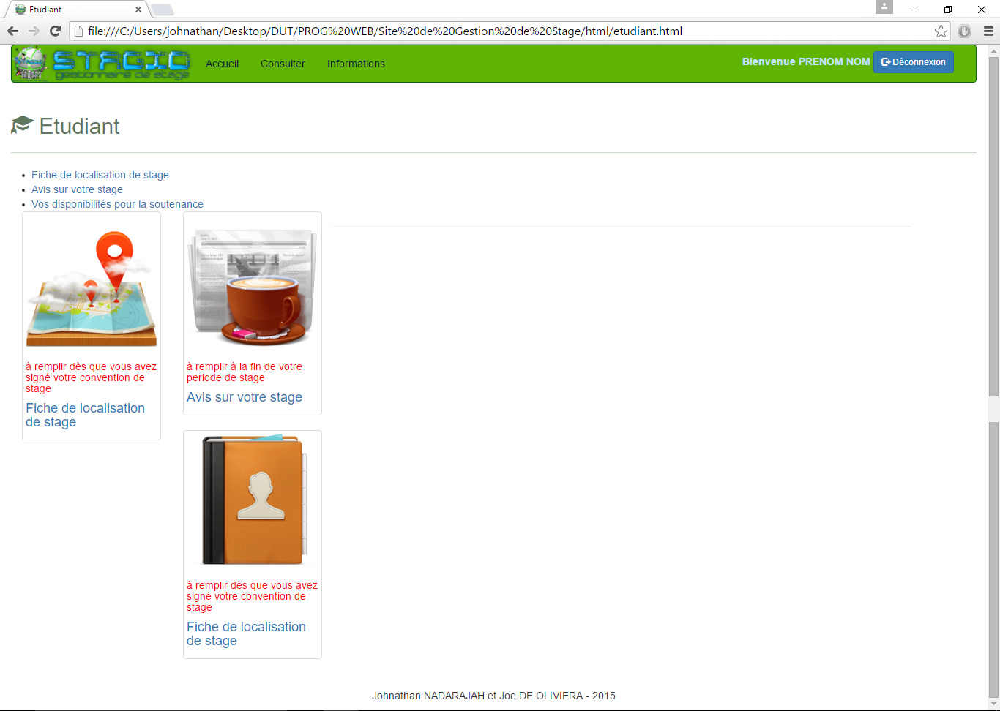 Etudiant
file:///C:/Users/johnathan/Desktop/DUT/PROG%20WEB/Site%20de%20Gestion%20de%20Stage/html/etudiant.html
STAGIO
gestionnaire de stage
Accueil
Consulter
Informations
Bienvenue PRENOM NOM
Déconnexion
Etudiant
Fiche de localisation de stage
Avis sur votre stage
Vos disponibilités pour la soutenance
à remplir dès que vous avez
signé votre convention de
stage
Fiche de localisation
de stage
à remplir à la fin de votre
periode de stage
Avis sur votre stage
à remplir dès que vous avez
signé votre convention de
stage
Fiche de localisation
de stage
Johnathan NADARAJAH et Joe DE OLIVIERA - 2015